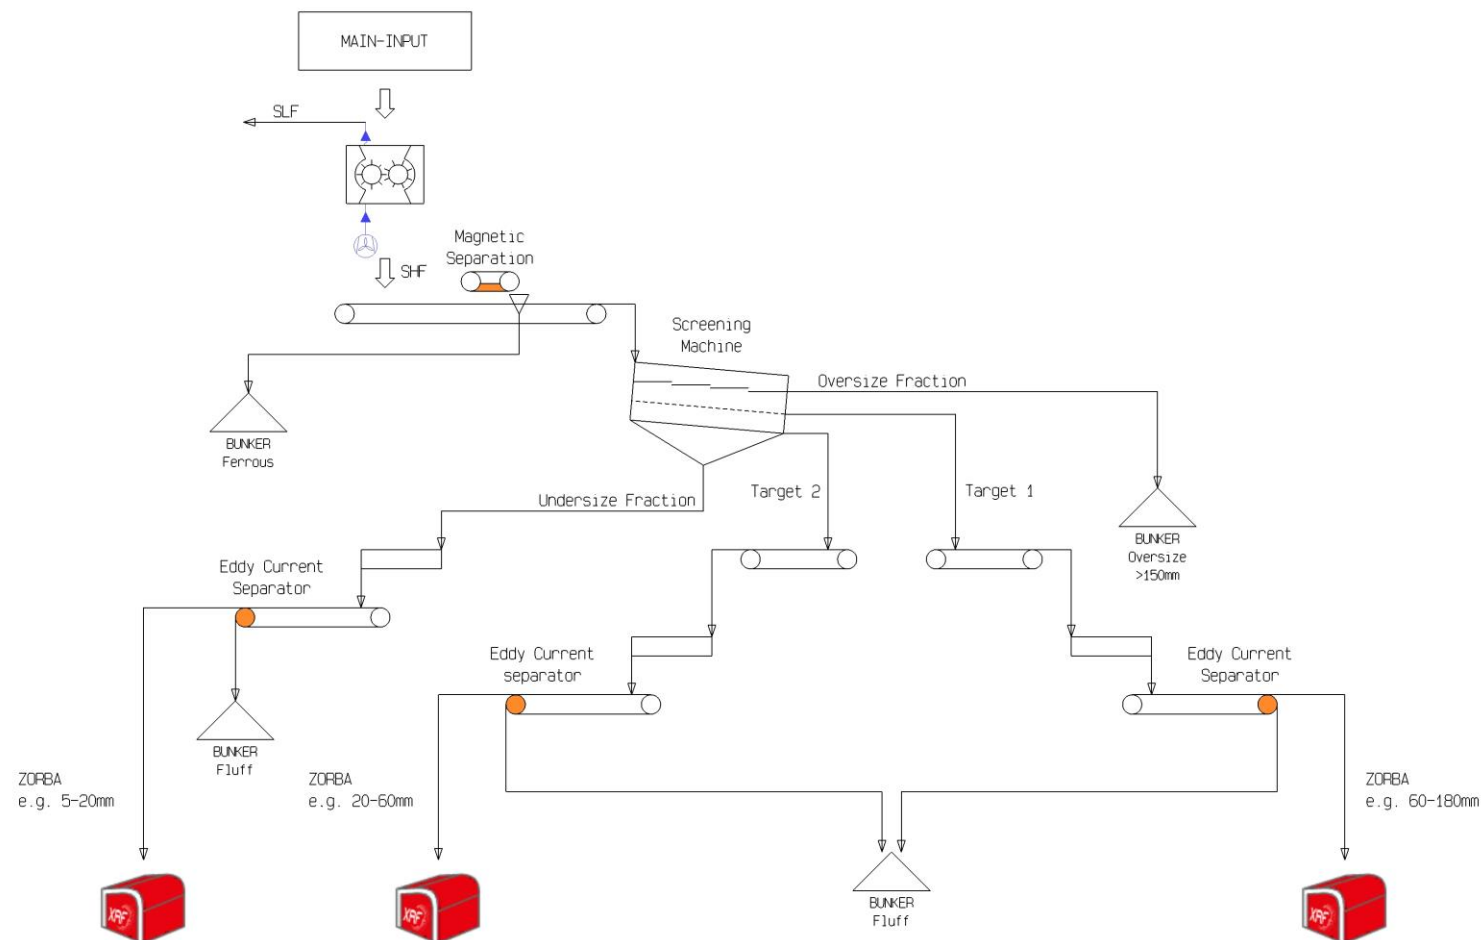 MAIN-INPUT
SLF
Magnetic
Separation
SHF
Screening
Machine
Oversize Fraction
BUNKER
Ferrous
Undersize Fraction
Target 2
Target 1
BUNKER
Oversize
>150mm
Eddy Current
Separator
Eddy Current
separator
Eddy Current
Separator
BUNKER
Fluff
ZORBA
e.g. 5-20mm
ZORBA
e.g. 20-60mm
ZORBA
e.g. 60-180mm
BUNKER
Fluff
XRF
XRF
XRF